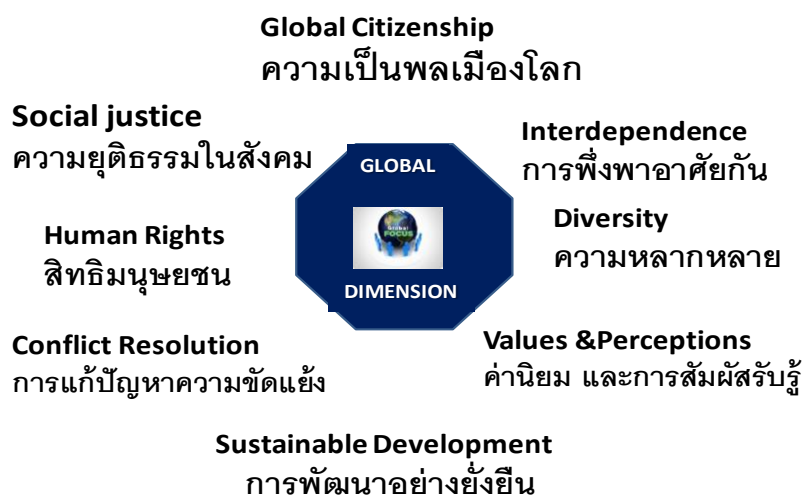 Global Citizenship
ความเป็นพลเมืองโลก
Social justice
ความยุติธรรมในสังคม
Interdependence
การพึ่งพาอาศัยกัน
GLOBAL
Global
FOCUS
DIMENSION
Human Rights
สิทธิมนุษยชน
Diversity
ความหลากหลาย
Conflict Resolution
การแก้ปัญหาความขัดแย้ง
Values &Perceptions
ค่านิยม และการสัมผัสรับรู้
Sustainable Development
การพัฒนาอย่างยั่งยืน